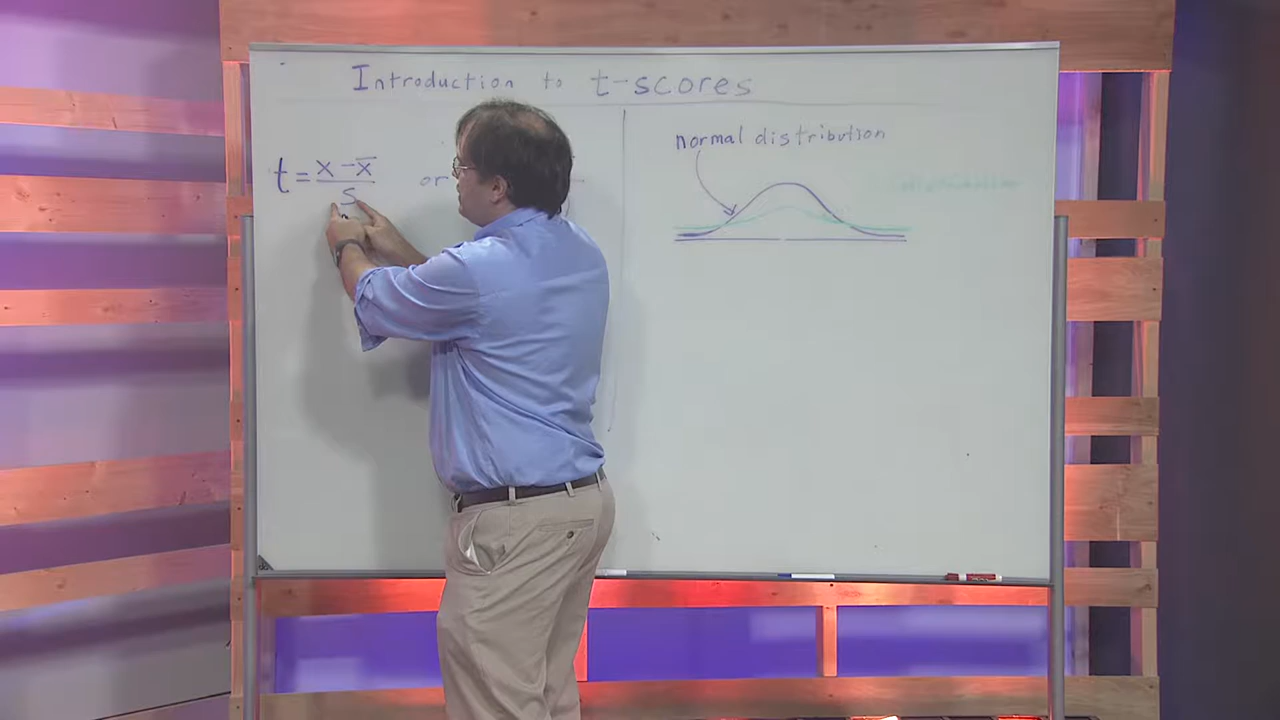 Introduction to t-scores
normal distribution
t = x - x̄ / s
or